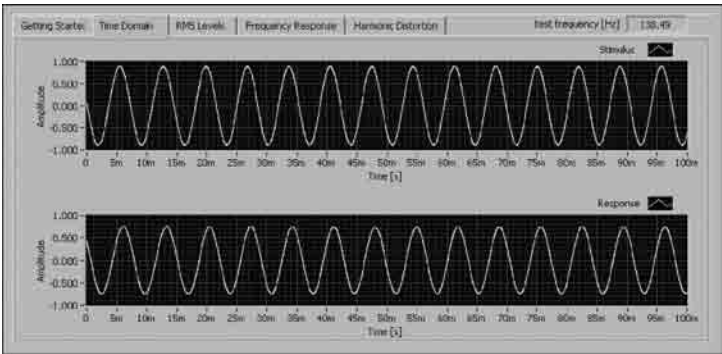 Getting Starte Time Domain RMS Levels Frequency Response Harmonic Distortion test frequency [Hz] 138.49
Stimulus
Amplitude
1.000
0.500
0.000
-0.500
-1.000
0 5m 10m 15m 20m 25m 30m 35m 40m 45m 50m 55m 60m 65m 70m 75m 80m 85m 90m 95m 100m
Time [s]
Response
Amplitude
1.000
0.500
0.000
-0.500
-1.000
0 5m 10m 15m 20m 25m 30m 35m 40m 45m 50m 55m 60m 65m 70m 75m 80m 85m 90m 95m 100m
Time [s]